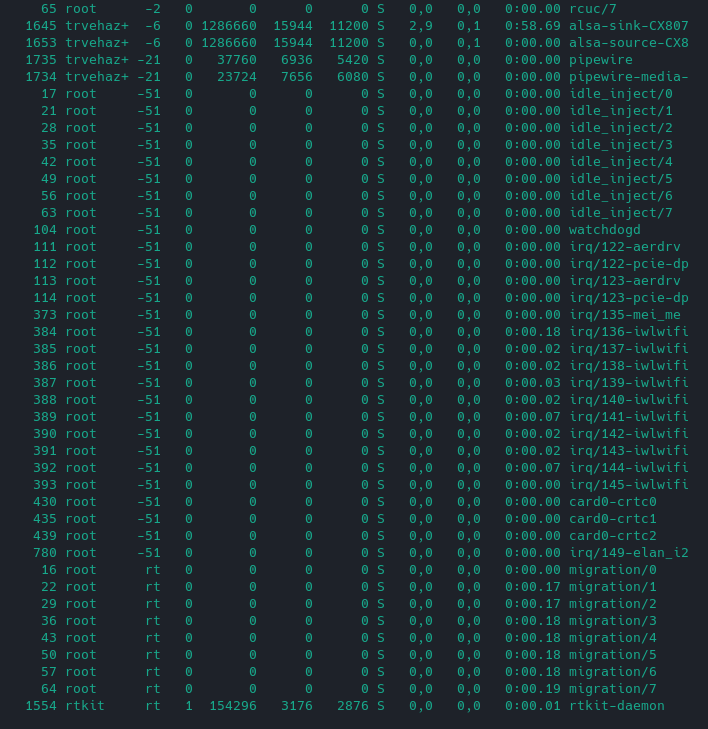 65 root -2 0 0 0 0 S 0,0 0,0 0:00.00 rcuc/7
1645 trvehaz+ -6 0 1286660 15944 11200 S 2,9 0,1 0:58.69 alsa-sink-CX807
1653 trvehaz+ -6 0 1286660 15944 11200 S 0,0 0,1 0:00.00 alsa-source-CX8
1735 trvehaz+ -21 0 37760 6936 5420 S 0,0 0,0 0:00.00 pipewire
1734 trvehaz+ -21 0 23724 7656 6080 S 0,0 0,0 0:00.00 pipewire-media-
17 root -51 0 0 0 0 S 0,0 0,0 0:00.00 idle_inject/0
21 root -51 0 0 0 0 S 0,0 0,0 0:00.00 idle_inject/1
28 root -51 0 0 0 0 S 0,0 0,0 0:00.00 idle_inject/2
35 root -51 0 0 0 0 S 0,0 0,0 0:00.00 idle_inject/3
42 root -51 0 0 0 0 S 0,0 0,0 0:00.00 idle_inject/4
49 root -51 0 0 0 0 S 0,0 0,0 0:00.00 idle_inject/5
56 root -51 0 0 0 0 S 0,0 0,0 0:00.00 idle_inject/6
63 root -51 0 0 0 0 S 0,0 0,0 0:00.00 idle_inject/7
104 root -51 0 0 0 0 S 0,0 0,0 0:00.00 watchdogd
111 root -51 0 0 0 0 S 0,0 0,0 0:00.00 irq/122-aerdrv
112 root -51 0 0 0 0 S 0,0 0,0 0:00.00 irq/122-pcie-dp
113 root -51 0 0 0 0 S 0,0 0,0 0:00.00 irq/123-aerdrv
114 root -51 0 0 0 0 S 0,0 0,0 0:00.00 irq/123-pcie-dp
373 root -51 0 0 0 0 S 0,0 0,0 0:00.00 irq/135-mei_me
384 root -51 0 0 0 0 S 0,0 0,0 0:00.18 irq/136-iwlwifi
385 root -51 0 0 0 0 S 0,0 0,0 0:00.02 irq/137-iwlwifi
386 root -51 0 0 0 0 S 0,0 0,0 0:00.02 irq/138-iwlwifi
387 root -51 0 0 0 0 S 0,0 0,0 0:00.03 irq/139-iwlwifi
388 root -51 0 0 0 0 S 0,0 0,0 0:00.02 irq/140-iwlwifi
389 root -51 0 0 0 0 S 0,0 0,0 0:00.07 irq/141-iwlwifi
390 root -51 0 0 0 0 S 0,0 0,0 0:00.02 irq/142-iwlwifi
391 root -51 0 0 0 0 S 0,0 0,0 0:00.02 irq/143-iwlwifi
392 root -51 0 0 0 0 S 0,0 0,0 0:00.07 irq/144-iwlwifi
393 root -51 0 0 0 0 S 0,0 0,0 0:00.00 irq/145-iwlwifi
430 root -51 0 0 0 0 S 0,0 0,0 0:00.00 card0-crtc0
435 root -51 0 0 0 0 S 0,0 0,0 0:00.00 card0-crtc1
439 root -51 0 0 0 0 S 0,0 0,0 0:00.00 card0-crtc2
780 root -51 0 0 0 0 S 0,0 0,0 0:00.00 irq/149-elan_i2
16 root rt 0 0 0 0 S 0,0 0,0 0:00.00 migration/0
22 root rt 0 0 0 0 S 0,0 0,0 0:00.17 migration/1
29 root rt 0 0 0 0 S 0,0 0,0 0:00.17 migration/2
36 root rt 0 0 0 0 S 0,0 0,0 0:00.18 migration/3
43 root rt 0 0 0 0 S 0,0 0,0 0:00.18 migration/4
50 root rt 0 0 0 0 S 0,0 0,0 0:00.18 migration/5
57 root rt 0 0 0 0 S 0,0 0,0 0:00.18 migration/6
64 root rt 0 0 0 0 S 0,0 0,0 0:00.19 migration/7
1554 rtkit rt 1 154296 3176 2876 S 0,0 0,0 0:00.01 rtkit-daemon